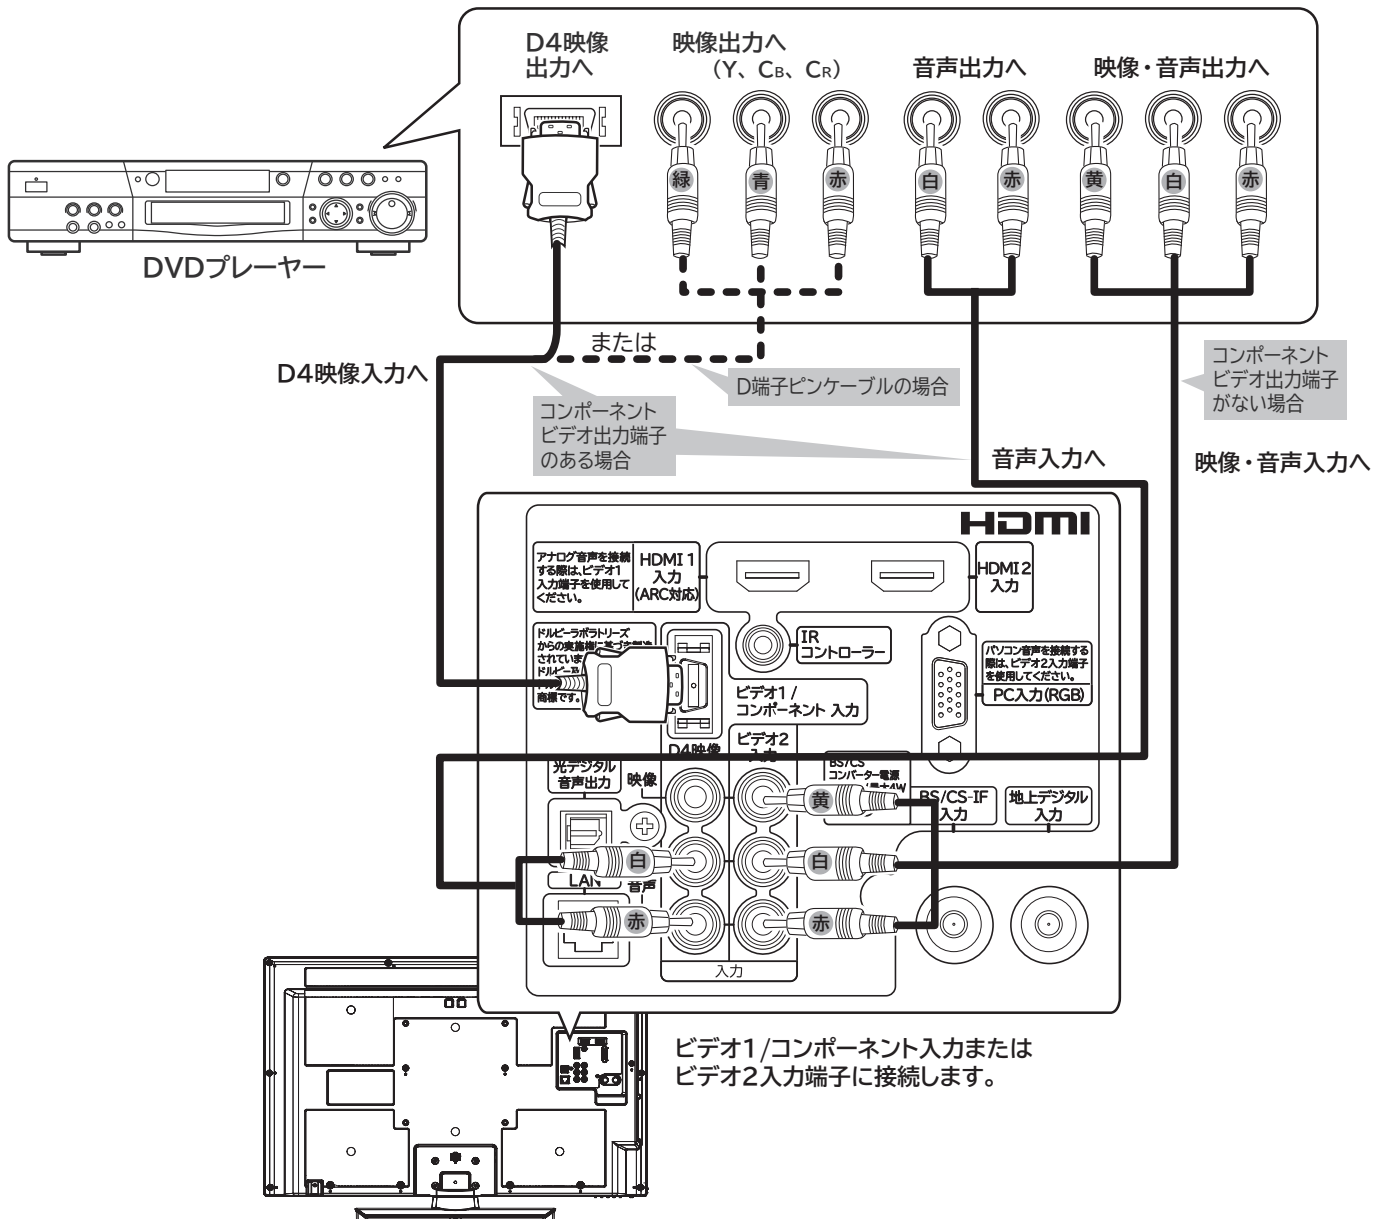 D4映像
出力へ
映像出力へ
(Y、CB、CR)
音声出力へ
映像・音声出力へ
緑
青
赤
白
赤
黄
白
赤
DVDプレーヤー
または
D4映像入力へ
D端子ピンケーブルの場合
コンポーネント
ビデオ出力端子
のある場合
コンポーネント
ビデオ出力端子
がない場合
音声入力へ
映像・音声入力へ
HDMI
アナログ音声を接続
する際は、ビデオ1
入力端子を使用して
ください。
HDMI 1
入力
(ARC対応)
HDMI 2
入力
ドルビーラボラトリーズ
からの実施権に基づき製造
されていま
ドルビー及
商標です。
IR
コントローラー
パソコン音声を接続する
際は、ビデオ2入力端子
を使用してください。
PC入力(RGB)
ビデオ1/
コンポーネント 入力
D4映像
ビデオ2
入力
光デジタル
音声出力
映像
BS/CS
コンバーター電源
BS/CS-IF
入力
地上デジタル
入力
黄
白
白
LAN
音声
赤
赤
入力
ビデオ1/コンポーネント入力または
ビデオ2入力端子に接続します。